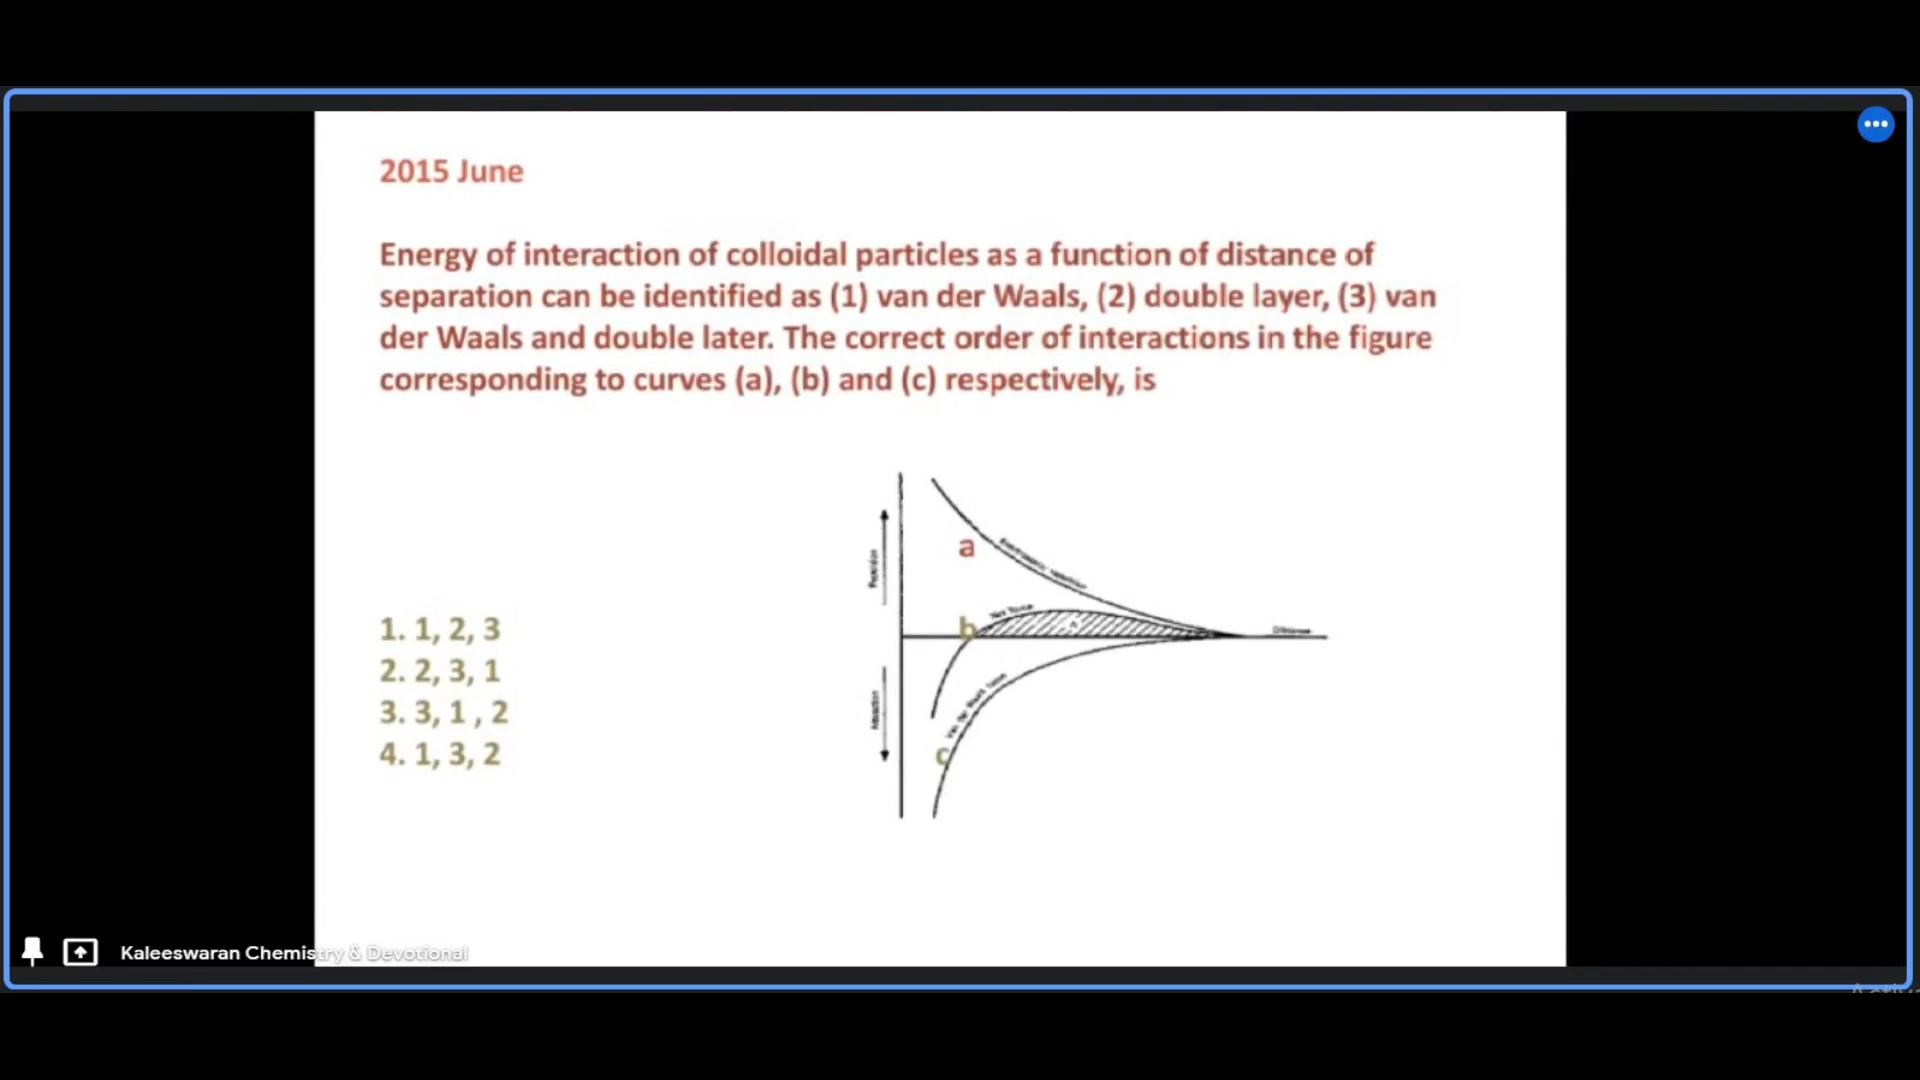 2015 June
Energy of interaction of colloidal particles as a function of distance of
separation can be identified as (1) van der Waals, (2) double layer, (3) van
der Waals and double later. The correct order of interactions in the figure
corresponding to curves (a), (b) and (c) respectively, is
a
b
c
Distance
1. 1, 2, 3
2. 2, 3, 1
3. 3, 1 , 2
4. 1, 3, 2
Kaleeswaran Chemistry & Devotional